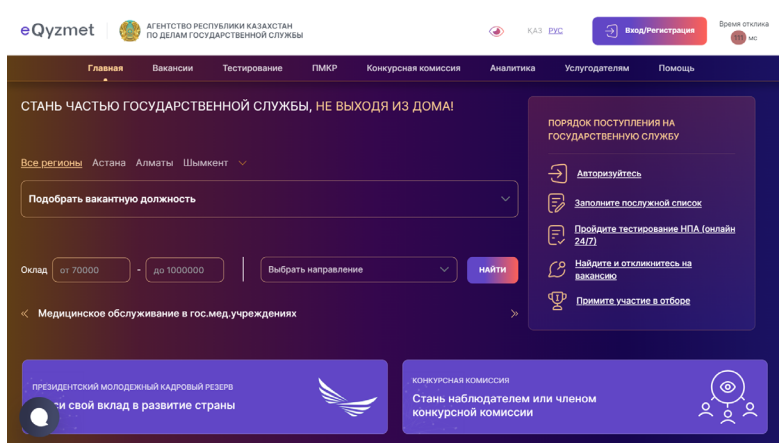 eQyzmet
АГЕНТСТВО РЕСПУБЛИКИ КАЗАХСТАН
ПО ДЕЛАМ ГОСУДАРСТВЕННОЙ СЛУЖБЫ
ҚАЗ РУС
Вход/Регистрация
Время отклика
111 мс
Главная Вакансии Тестирование ПМКР Конкурсная комиссия Аналитика Услугодателям Помощь
СТАНЬ ЧАСТЬЮ ГОСУДАРСТВЕННОЙ СЛУЖБЫ, НЕ ВЫХОДЯ ИЗ ДОМА!
Все регионы Астана Алматы Шымкент
Подобрать вакантную должность
Оклад от 70000 - до 1000000 Выбрать направление НАЙТИ
« Медицинское обслуживание в гос.мед.учреждениях »
ПОРЯДОК ПОСТУПЛЕНИЯ НА
ГОСУДАРСТВЕННУЮ СЛУЖБУ
Авторизуйтесь
Заполните послужной список
Пройдите тестирование НПА (онлайн
24/7)
Найдите и откликнитесь на
вакансию
Примите участие в отборе
ПРЕЗИДЕНТСКИЙ МОЛОДЕЖНЫЙ КАДРОВЫЙ РЕЗЕРВ
си свой вклад в развитие страны
КОНКУРСНАЯ КОМИССИЯ
Стань наблюдателем или членом
конкурсной комиссии